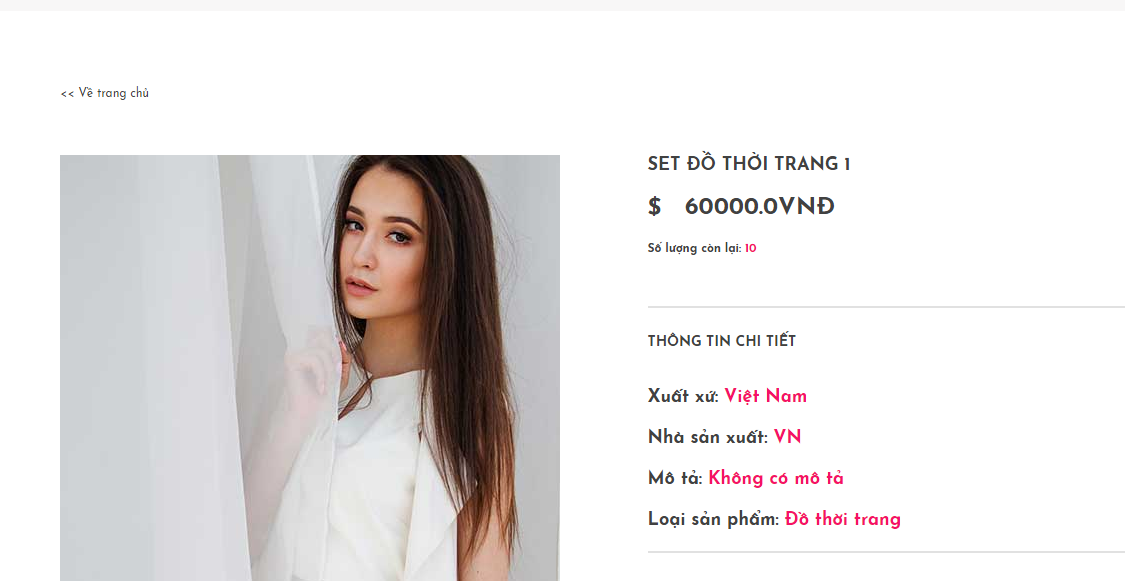 << Về trang chủ
SET ĐỒ THỜI TRANG 1
$ 60000.0VNĐ
Số lượng còn lại: 10
THÔNG TIN CHI TIẾT
Xuất xứ: Việt Nam
Nhà sản xuất: VN
Mô tả: Không có mô tả
Loại sản phẩm: Đồ thời trang